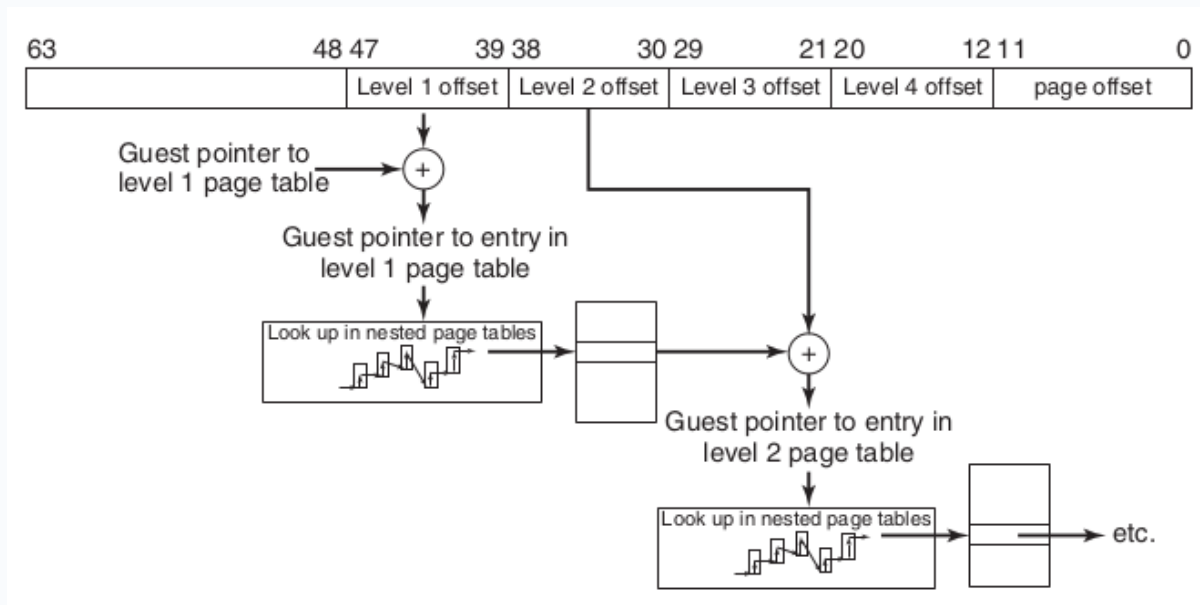 63 48 47 39 38 30 29 21 20 12 11 0
Level 1 offset Level 2 offset Level 3 offset Level 4 offset page offset
Guest pointer to
level 1 page table
+
Guest pointer to entry in
level 1 page table
Look up in nested page tables
+
Guest pointer to entry in
level 2 page table
Look up in nested page tables
etc.